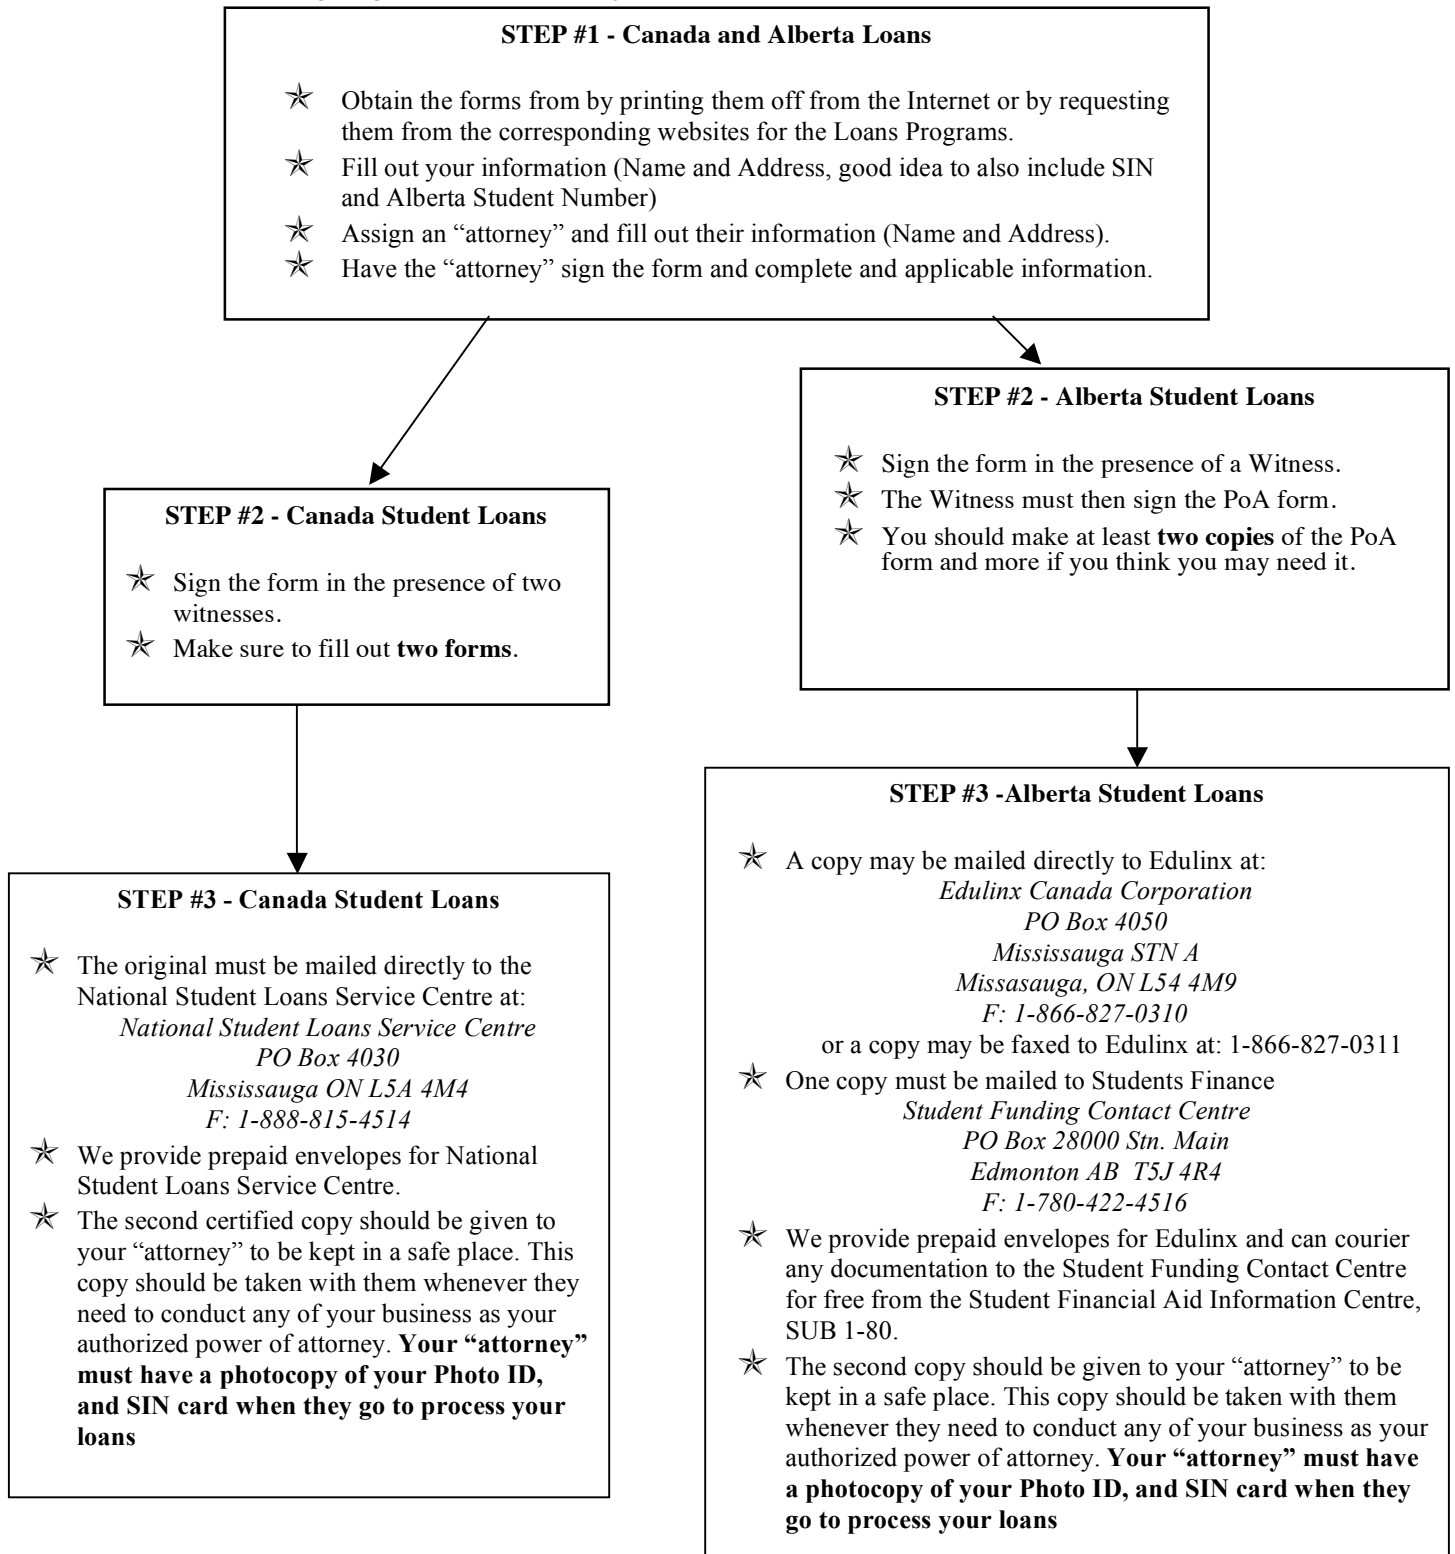 STEP #1 - Canada and Alberta Loans
Obtain the forms from by printing them off from the Internet or by requesting
them from the corresponding websites for the Loans Programs.
Fill out your information (Name and Address, good idea to also include SIN
and Alberta Student Number)
Assign an “attorney” and fill out their information (Name and Address).
Have the “attorney” sign the form and complete and applicable information.
STEP #2 - Canada Student Loans
Sign the form in the presence of two
witnesses.
Make sure to fill out two forms.
STEP #2 - Alberta Student Loans
Sign the form in the presence of a Witness.
The Witness must then sign the PoA form.
You should make at least two copies of the PoA
form and more if you think you may need it.
STEP #3 - Canada Student Loans
The original must be mailed directly to the
National Student Loans Service Centre at:
National Student Loans Service Centre
PO Box 4030
Mississauga ON L5A 4M4
F: 1-888-815-4514
We provide prepaid envelopes for National
Student Loans Service Centre.
The second certified copy should be given to
your “attorney” to be kept in a safe place. This
copy should be taken with them whenever they
need to conduct any of your business as your
authorized power of attorney. Your “attorney”
must have a photocopy of your Photo ID,
and SIN card when they go to process your
loans
STEP #3 -Alberta Student Loans
A copy may be mailed directly to Edulinx at:
Edulinx Canada Corporation
PO Box 4050
Mississauga STN A
Missasauga, ON L54 4M9
F: 1-866-827-0310
or a copy may be faxed to Edulinx at: 1-866-827-0311
One copy must be mailed to Students Finance
Student Funding Contact Centre
PO Box 28000 Stn. Main
Edmonton AB  T5J 4R4
F: 1-780-422-4516
We provide prepaid envelopes for Edulinx and can courier
any documentation to the Student Funding Contact Centre
for free from the Student Financial Aid Information Centre,
SUB 1-80.
The second copy should be given to your “attorney” to be
kept in a safe place. This copy should be taken with them
whenever they need to conduct any of your business as your
authorized power of attorney. Your “attorney” must have
a photocopy of your Photo ID, and SIN card when they
go to process your loans